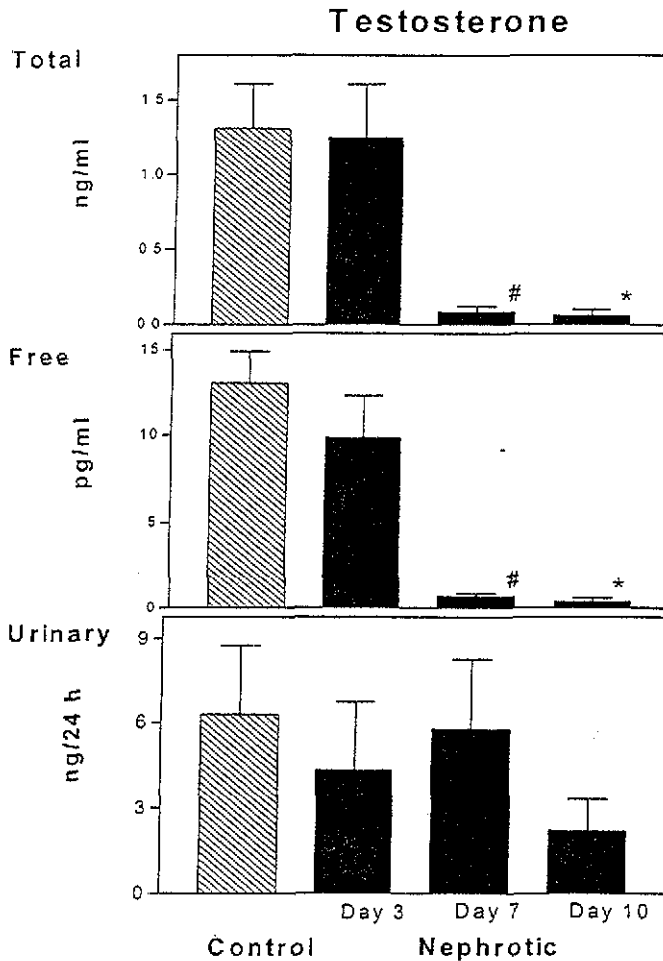 Testosterone
Total
ng/ml
1.5
1.0
0.5
0.0
#
*
Free
pg/ml
15
10
5
0
#
*
Urinary
ng/24 h
9
6
3
0
Day 3 Day 7 Day 10
Control Nephrotic